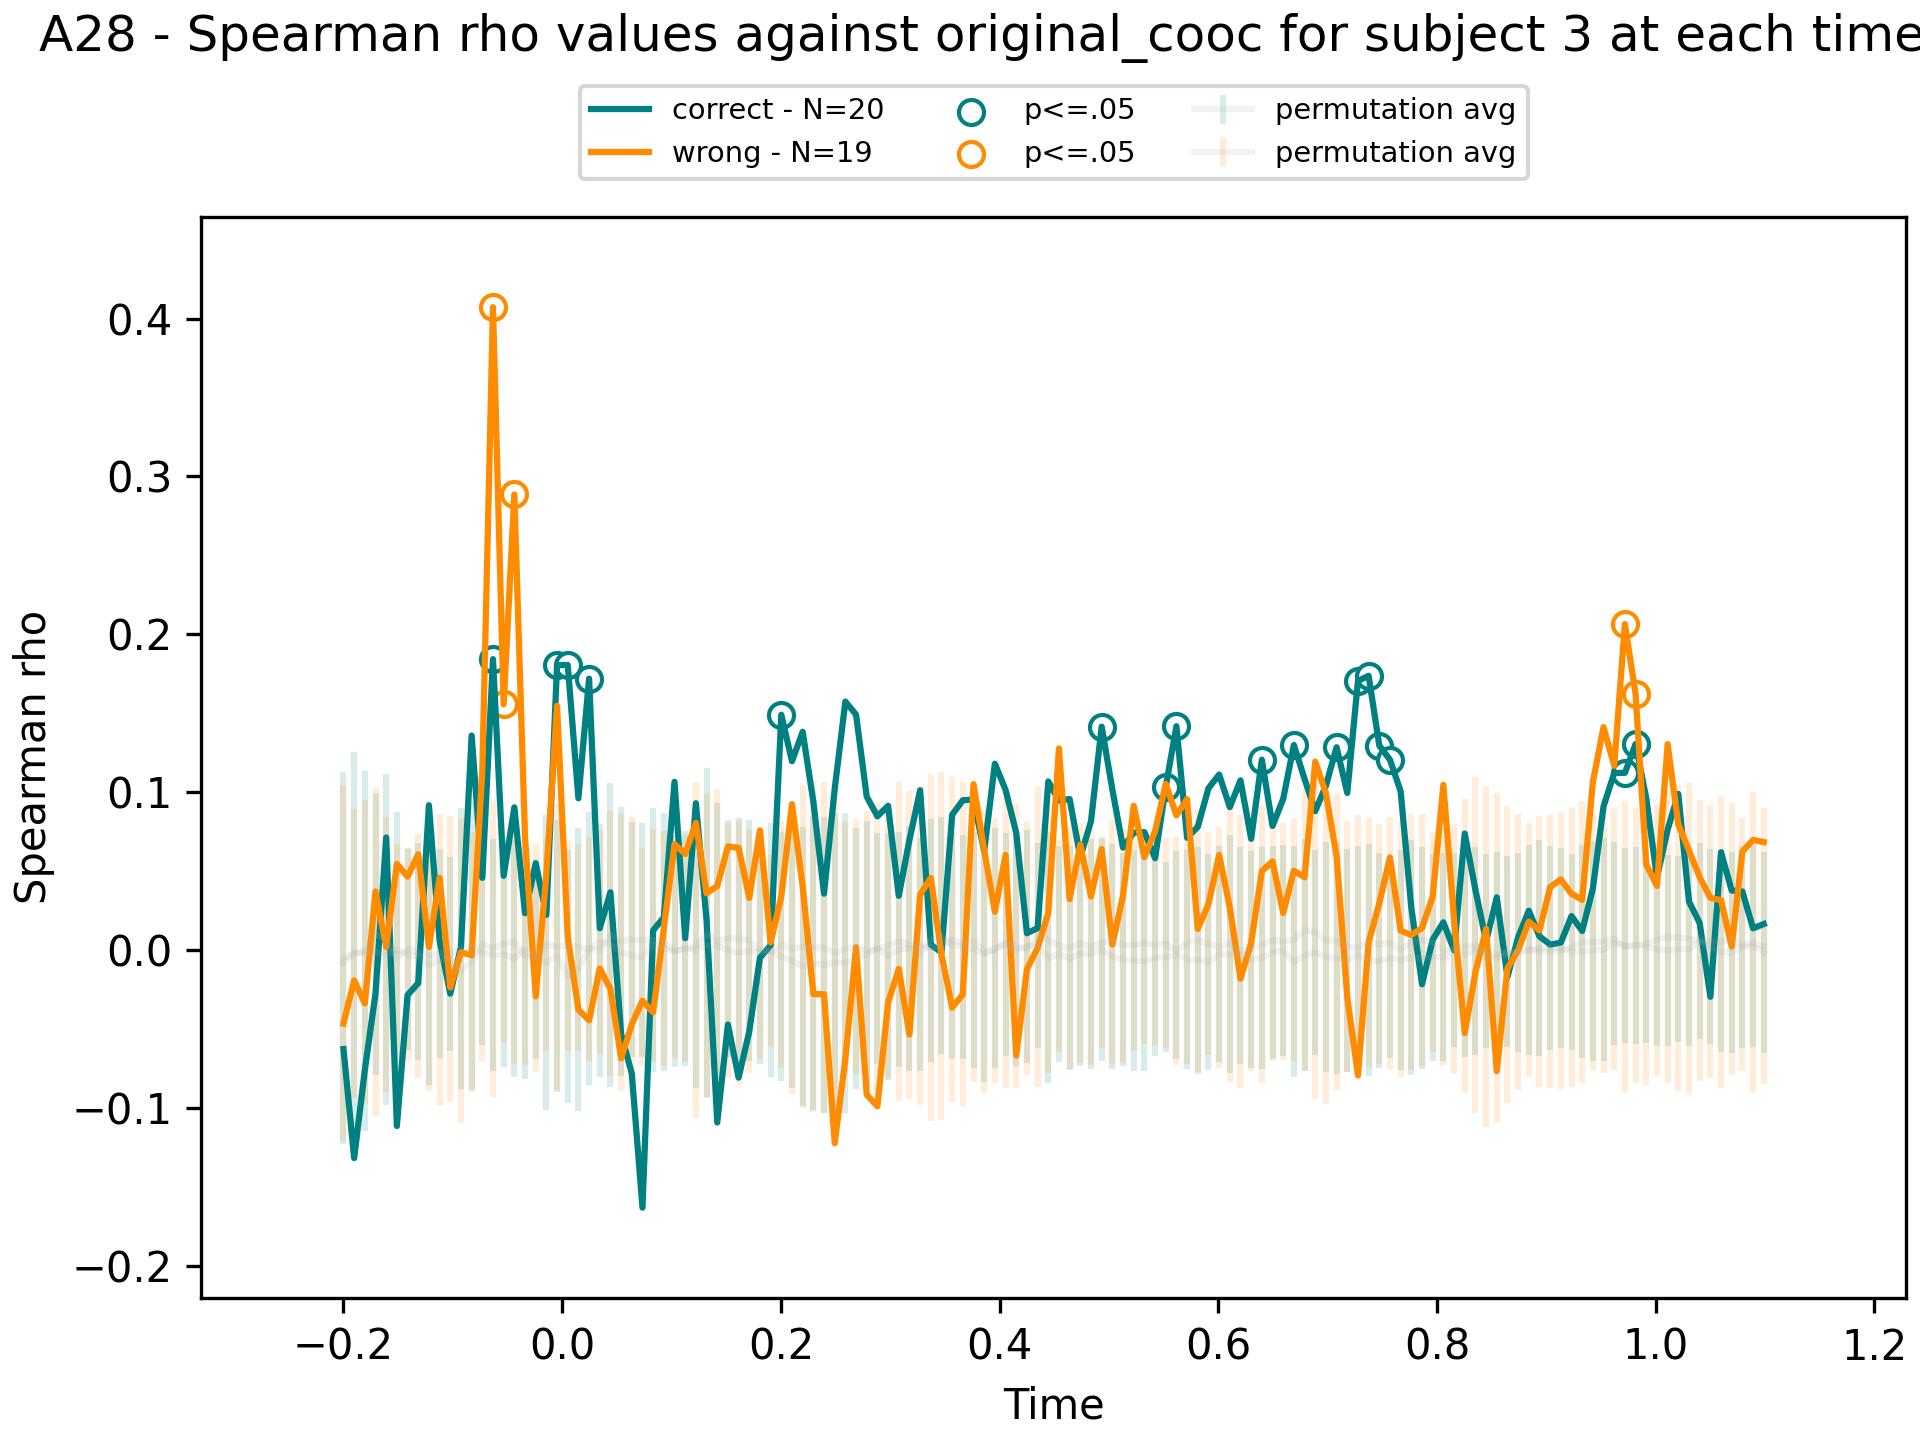 A28 - Spearman rho values against original_cooc for subject 3 at each time
correct - N=20
wrong - N=19
p<=.05
p<=.05
permutation avg
permutation avg
Spearman rho
0.4
0.3
0.2
0.1
0.0
−0.1
−0.2
−0.2 0.0 0.2 0.4 0.6 0.8 1.0 1.2
Time